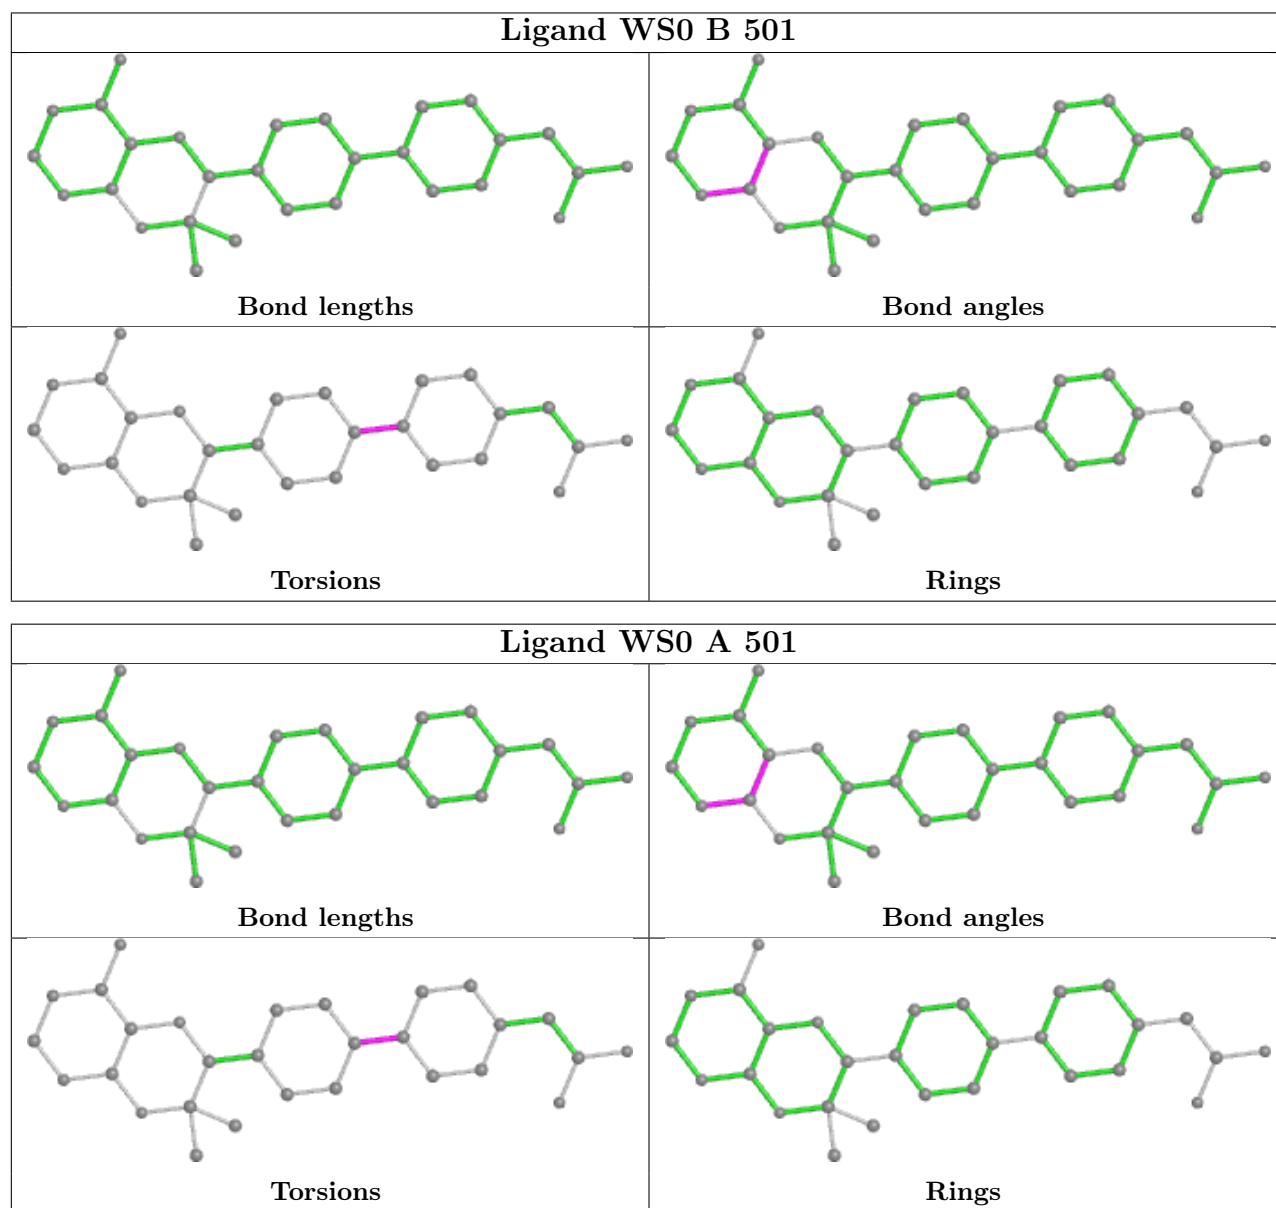 Ligand WS0 B 501
Bond lengths
Bond angles
Torsions
Rings
Ligand WS0 A 501
Bond lengths
Bond angles
Torsions
Rings